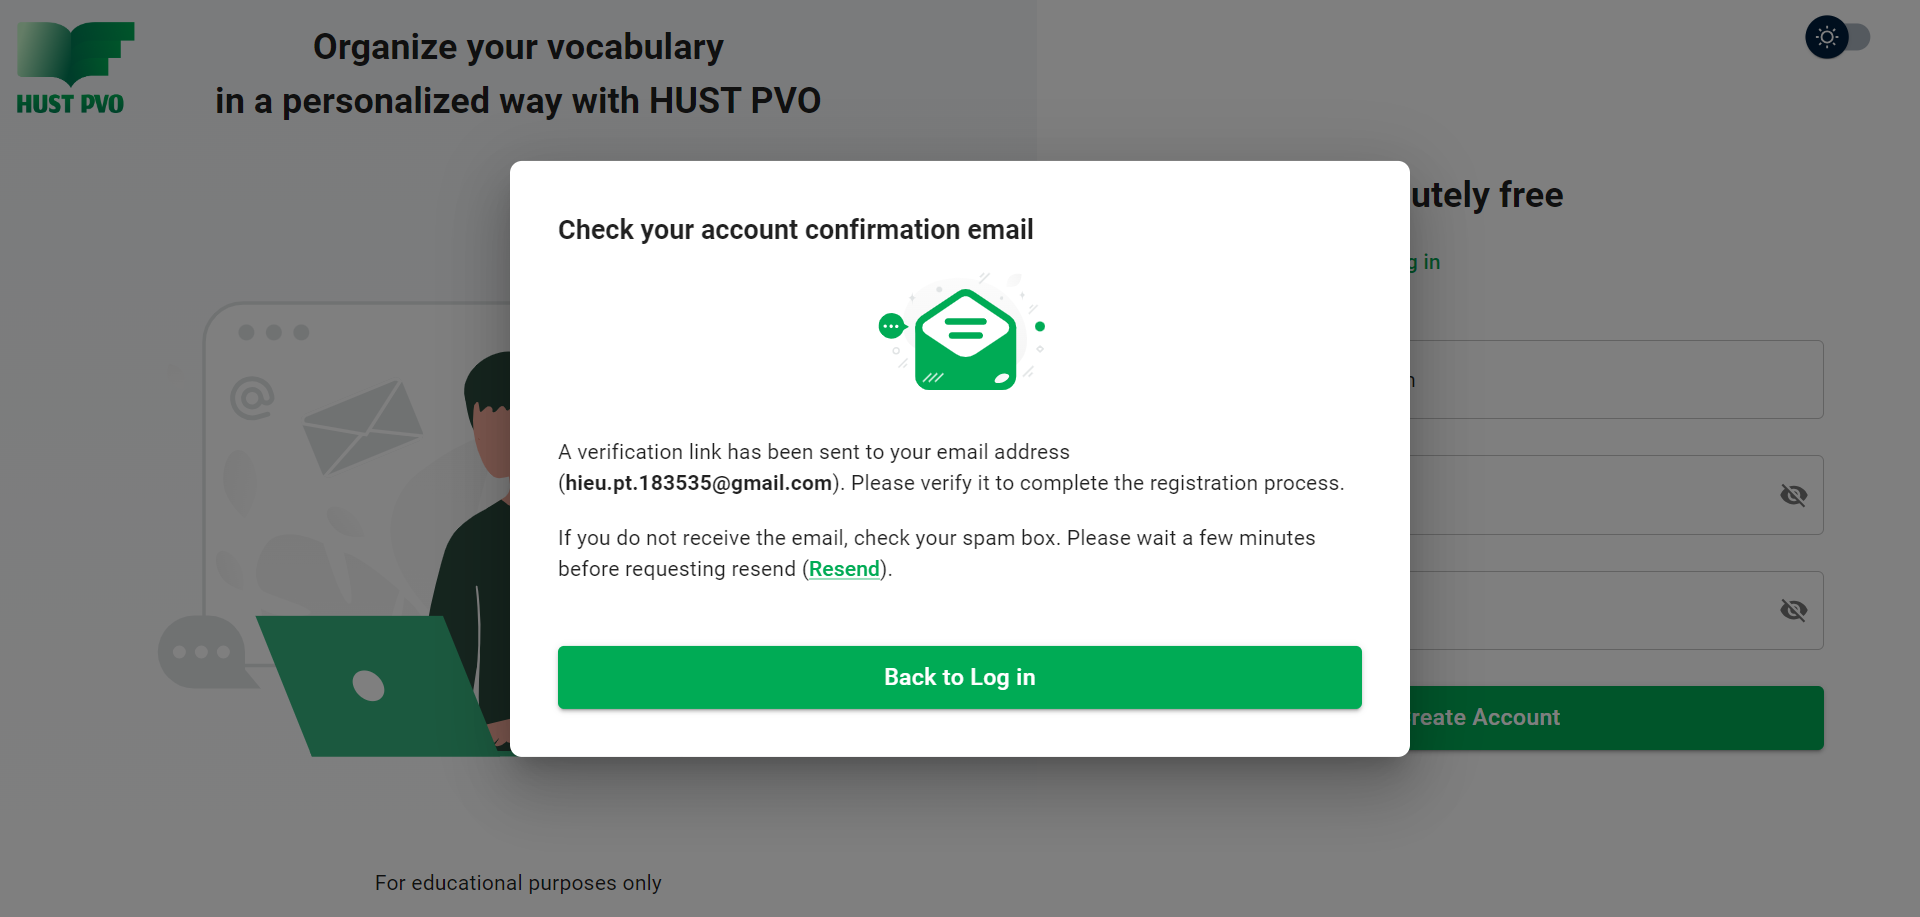 HUST PVO
Organize your vocabulary
in a personalized way with HUST PVO
Check your account confirmation email
A verification link has been sent to your email address
(hieu.pt.183535@gmail.com). Please verify it to complete the registration process.
If you do not receive the email, check your spam box. Please wait a few minutes
before requesting resend (Resend).
Back to Log in
free
in
Account
For educational purposes only